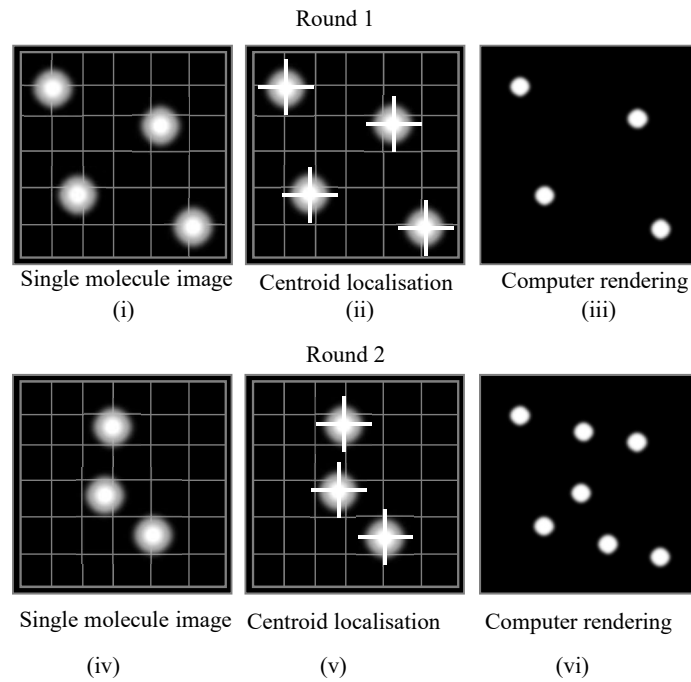 Round 1
Single molecule image
Centroid localisation
Computer rendering
(i)
(ii)
(iii)
Round 2
Single molecule image
Centroid localisation
Computer rendering
(iv)
(v)
(vi)